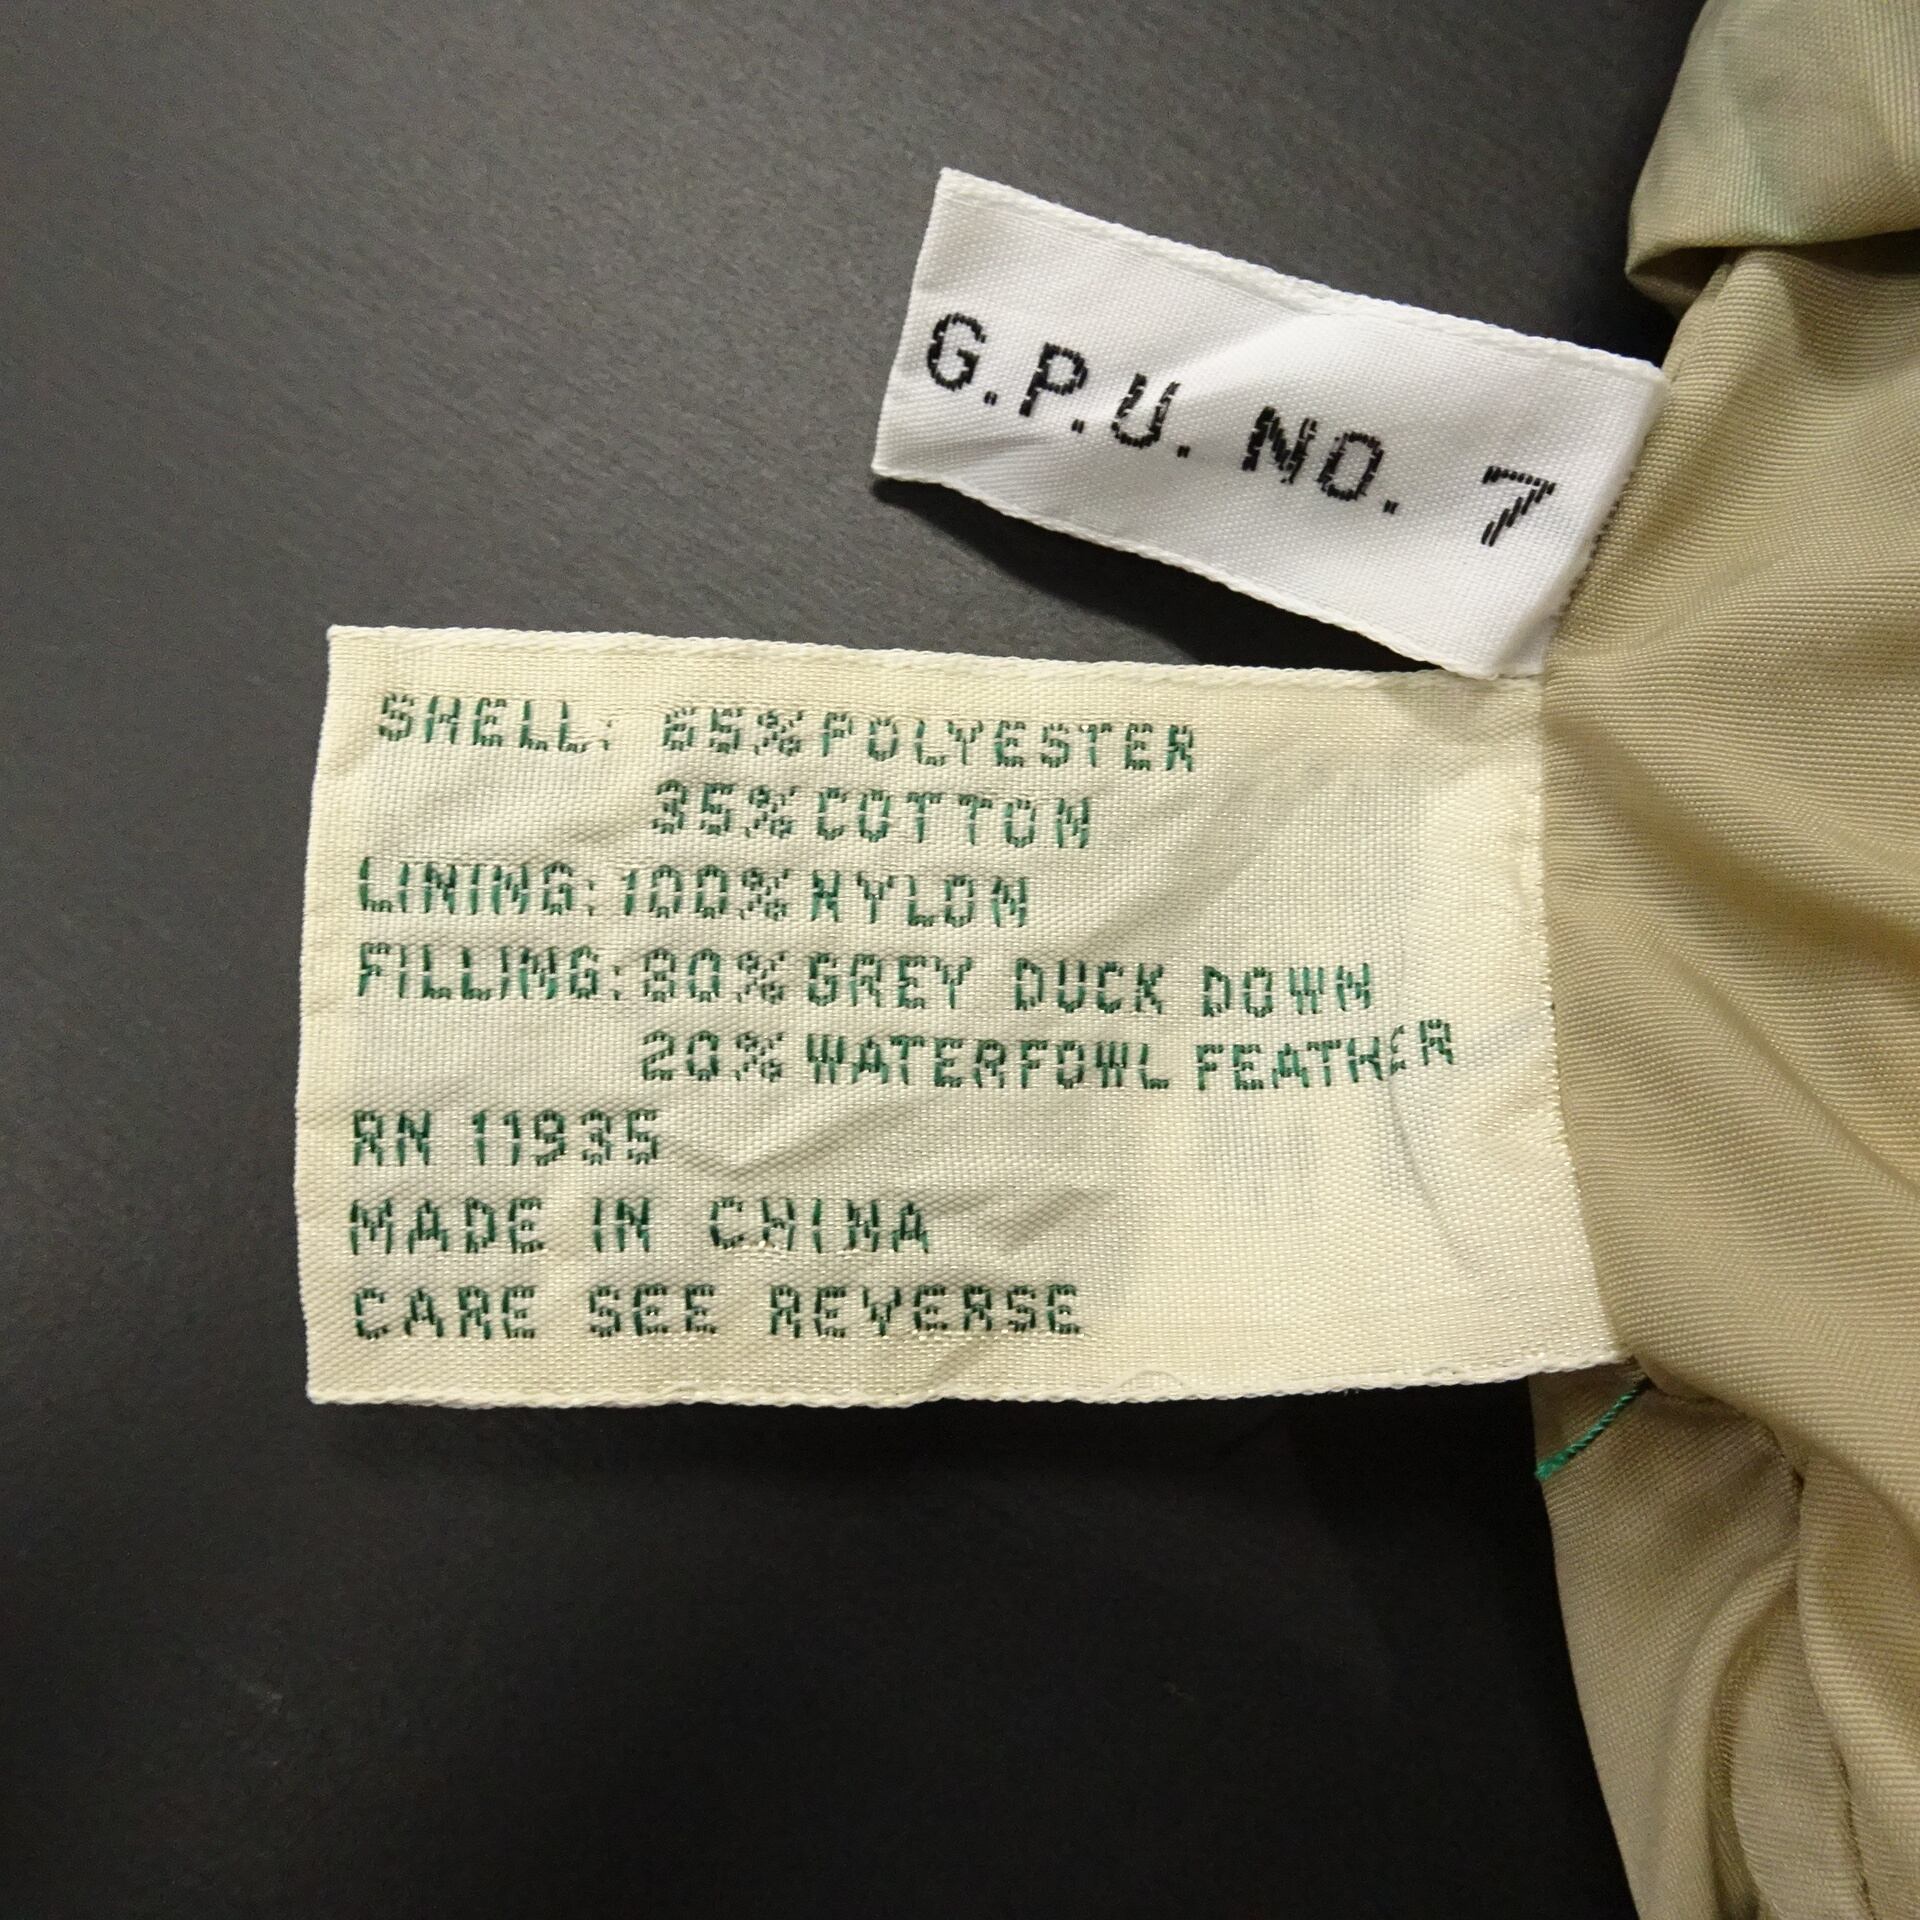 G.P.U. NO. 7
SHELL: 65% POLYESTER
35% COTTON
LINING: 100% NYLON
FILLING: 80% GREY DUCK DOWN
20% WATERFOWL FEATHER
RN 11935
MADE IN CHINA
CARE SEE REVERSE